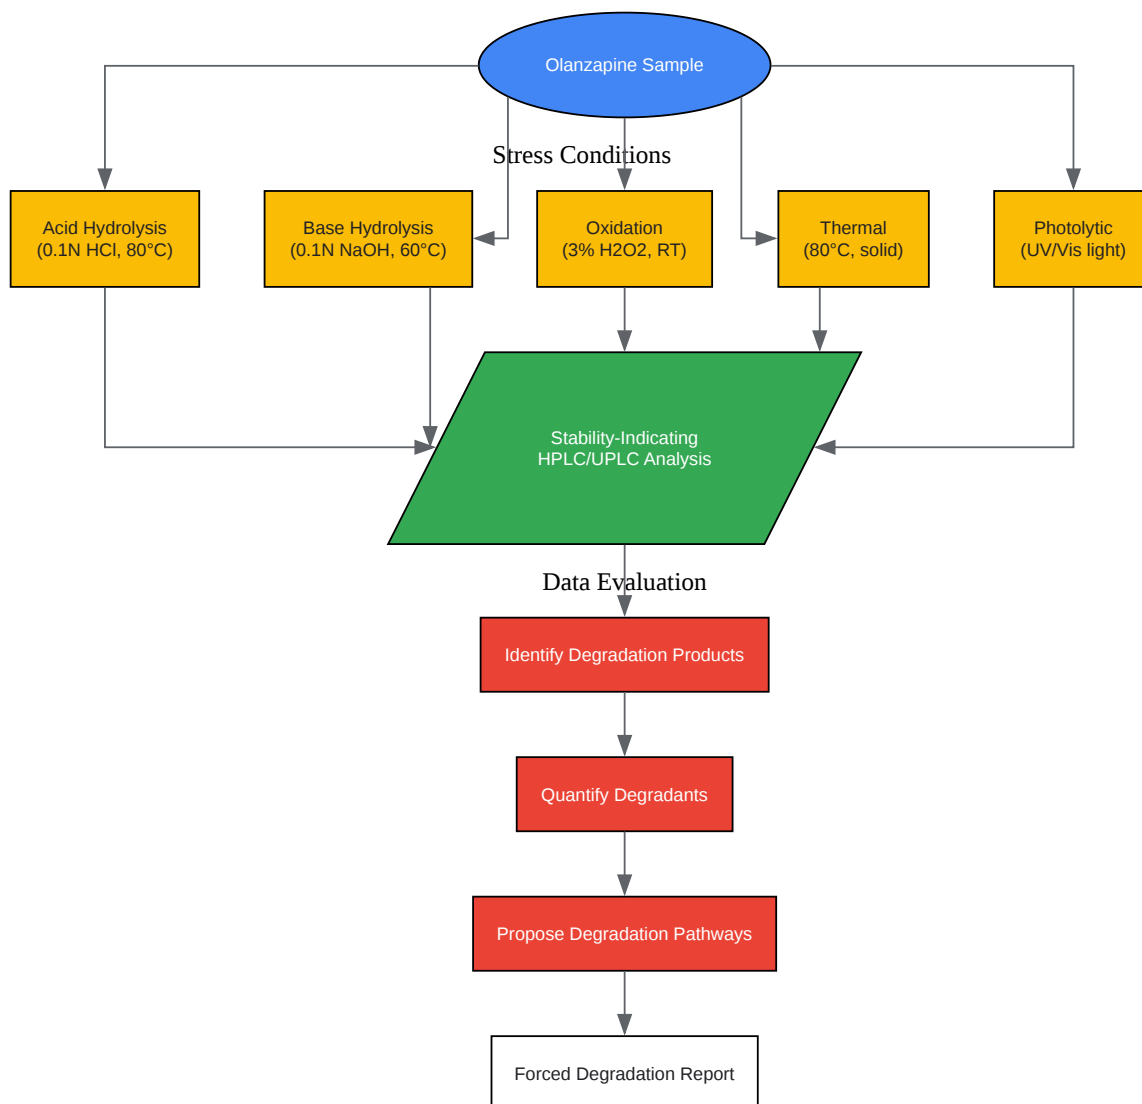 Olanzapine Sample
Stress Conditions
Acid Hydrolysis
(0.1N HCl, 80°C)
Base Hydrolysis
(0.1N NaOH, 60°C)
Oxidation
(3% H2O2, RT)
Thermal
(80°C, solid)
Photolytic
(UV/Vis light)
Stability-Indicating
HPLC/UPLC Analysis
Data Evaluation
Identify Degradation Products
Quantify Degradants
Propose Degradation Pathways
Forced Degradation Report